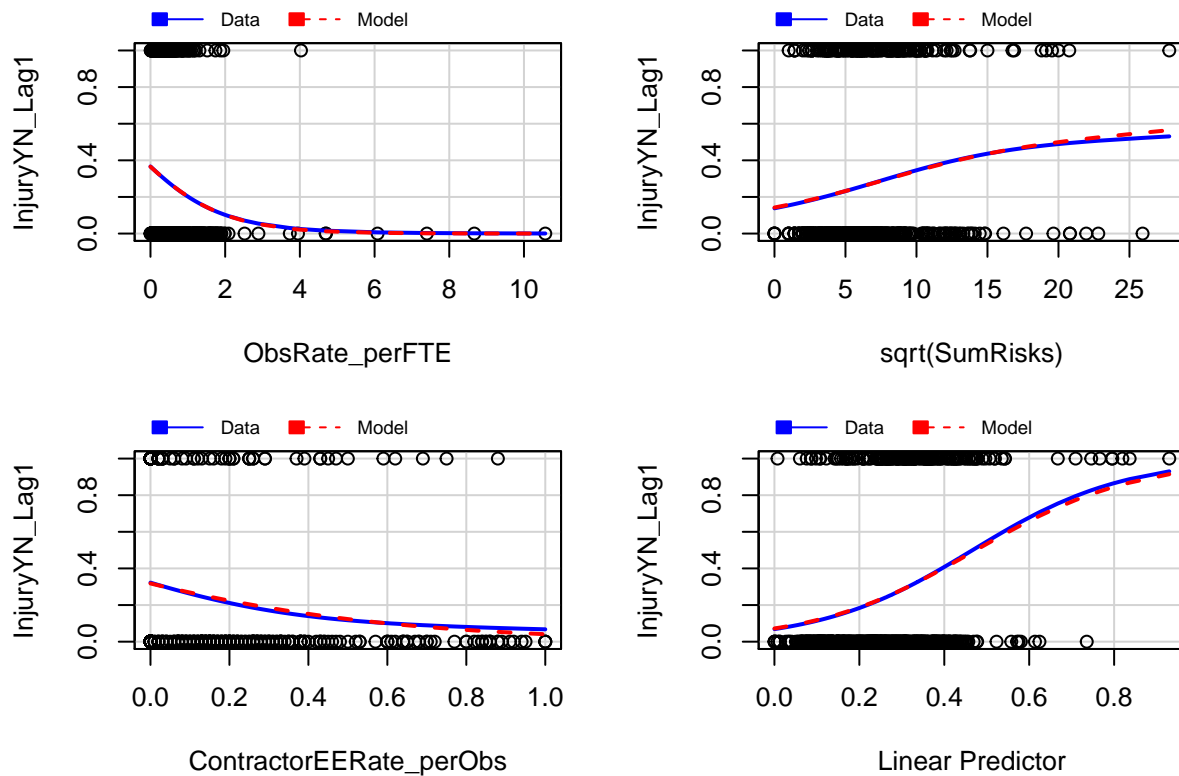 Data Model
InjuryYN_Lag1
0.0 0.4 0.8
0 2 4 6 8 10
ObsRate_perFTE
Data Model
InjuryYN_Lag1
0.0 0.4 0.8
0 5 10 15 20 25
sqrt(SumRisks)
Data Model
InjuryYN_Lag1
0.0 0.4 0.8
0.0 0.2 0.4 0.6 0.8 1.0
ContractorEERate_perObs
Data Model
InjuryYN_Lag1
0.0 0.4 0.8
0.0 0.2 0.4 0.6 0.8
Linear Predictor